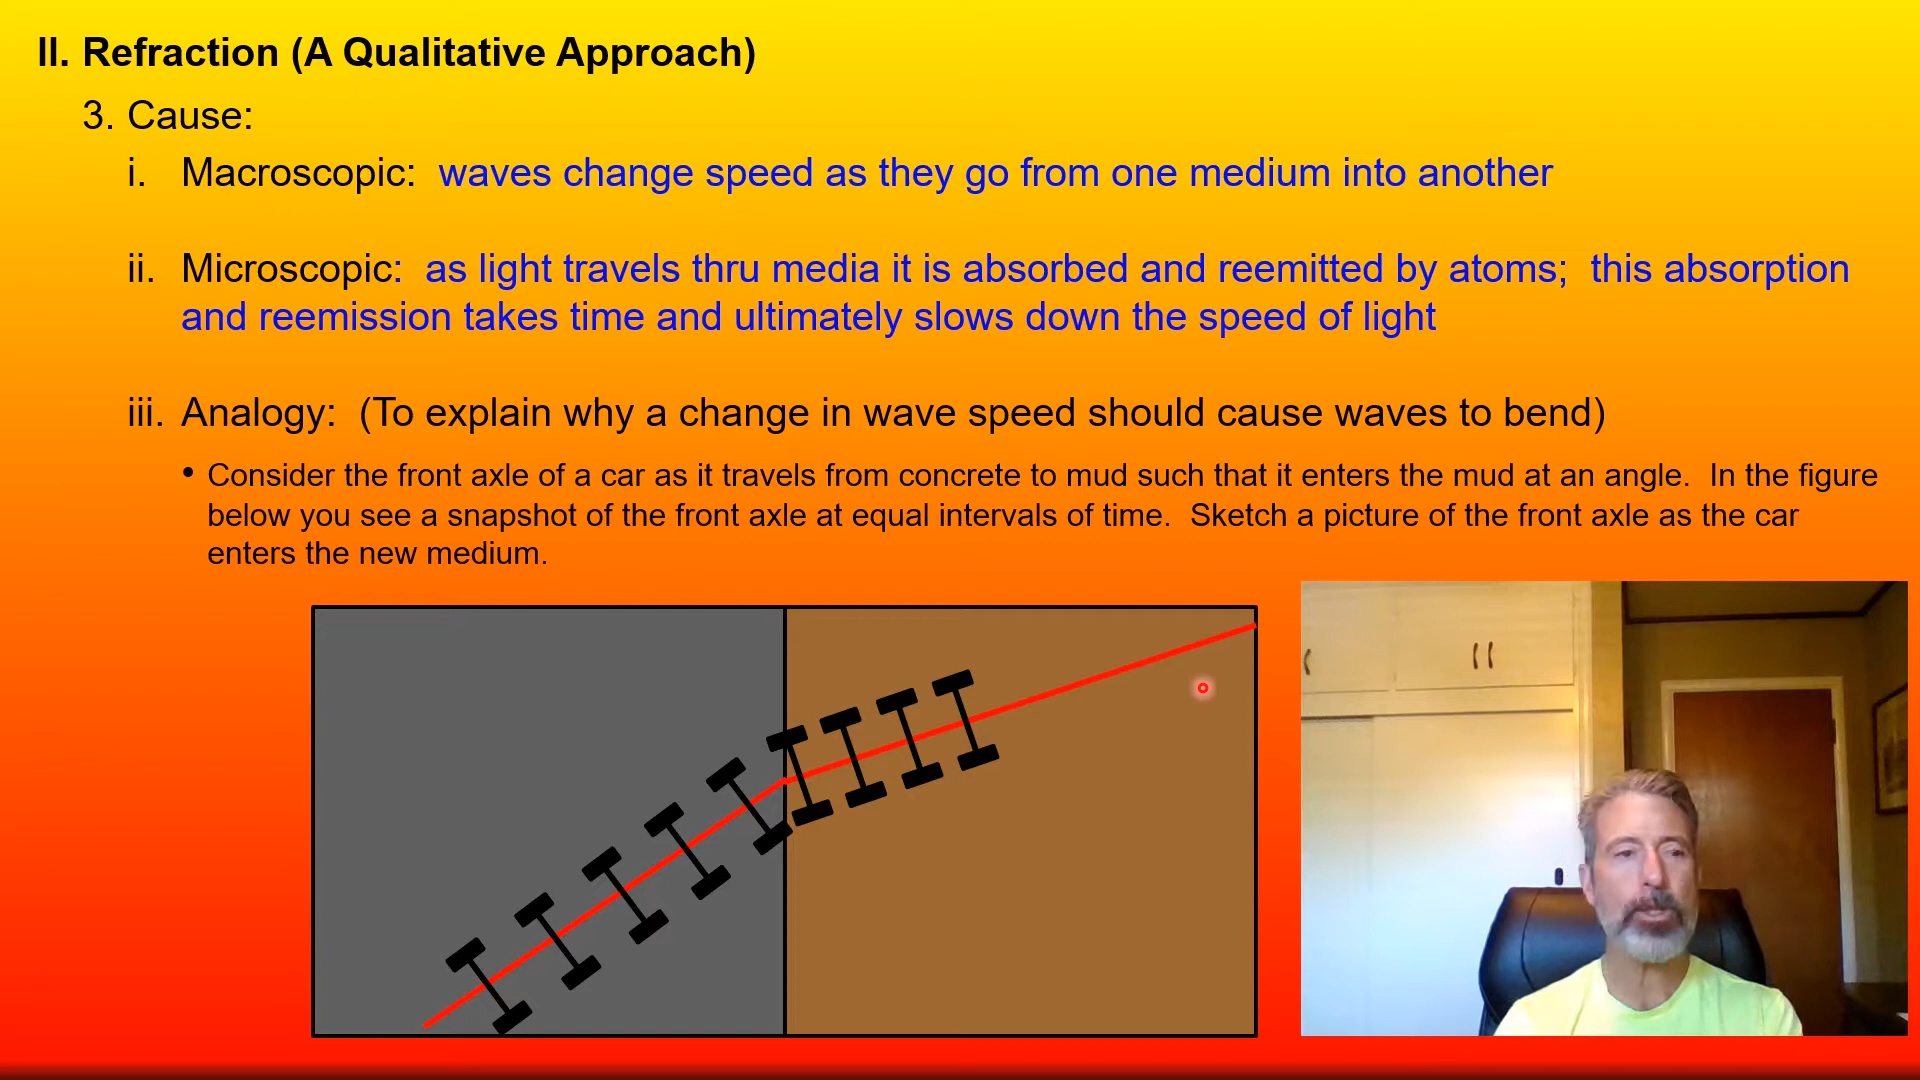 II. Refraction (A Qualitative Approach)
3. Cause:
i. Macroscopic: waves change speed as they go from one medium into another
ii. Microscopic: as light travels thru media it is absorbed and reemitted by atoms; this absorption
and reemission takes time and ultimately slows down the speed of light
iii. Analogy: (To explain why a change in wave speed should cause waves to bend)
• Consider the front axle of a car as it travels from concrete to mud such that it enters the mud at an angle. In the figure
below you see a snapshot of the front axle at equal intervals of time. Sketch a picture of the front axle as the car
enters the new medium.